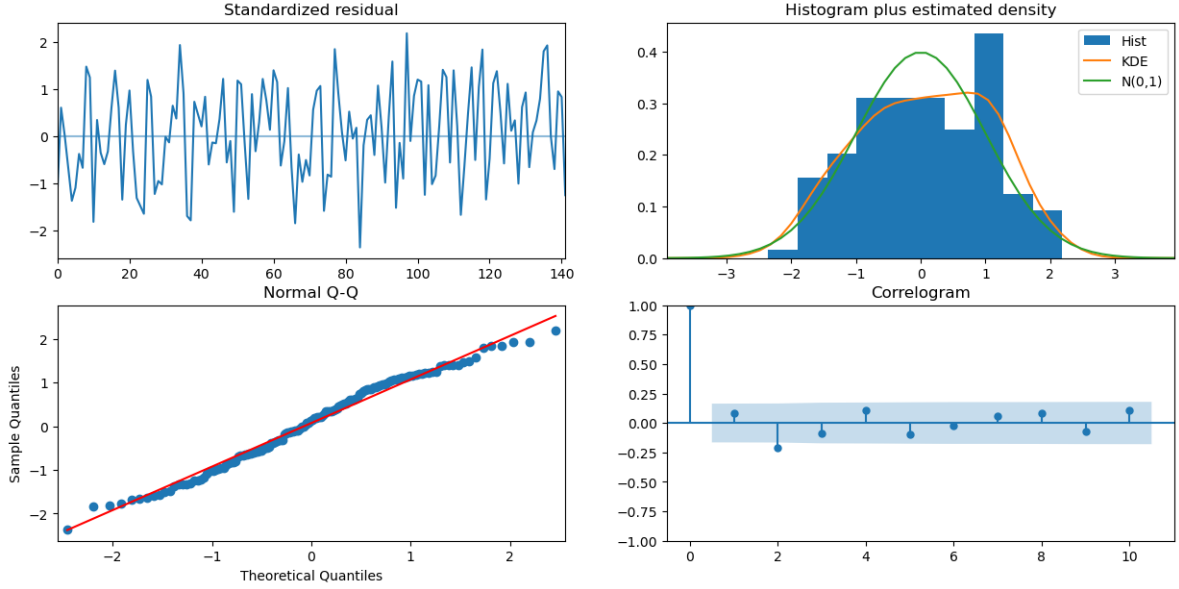 Standardized residual
2
1
0
−1
−2
0 20 40 60 80 100 120 140
Histogram plus estimated density
0.4
0.3
0.2
0.1
0.0
Hist
KDE
N(0,1)
−3 −2 −1 0 1 2 3
Normal Q-Q
Sample Quantiles
2
1
0
−1
−2
−2 −1 0 1 2
Theoretical Quantiles
Correlogram
1.00
0.75
0.50
0.25
0.00
−0.25
−0.50
−0.75
−1.00
0 2 4 6 8 10